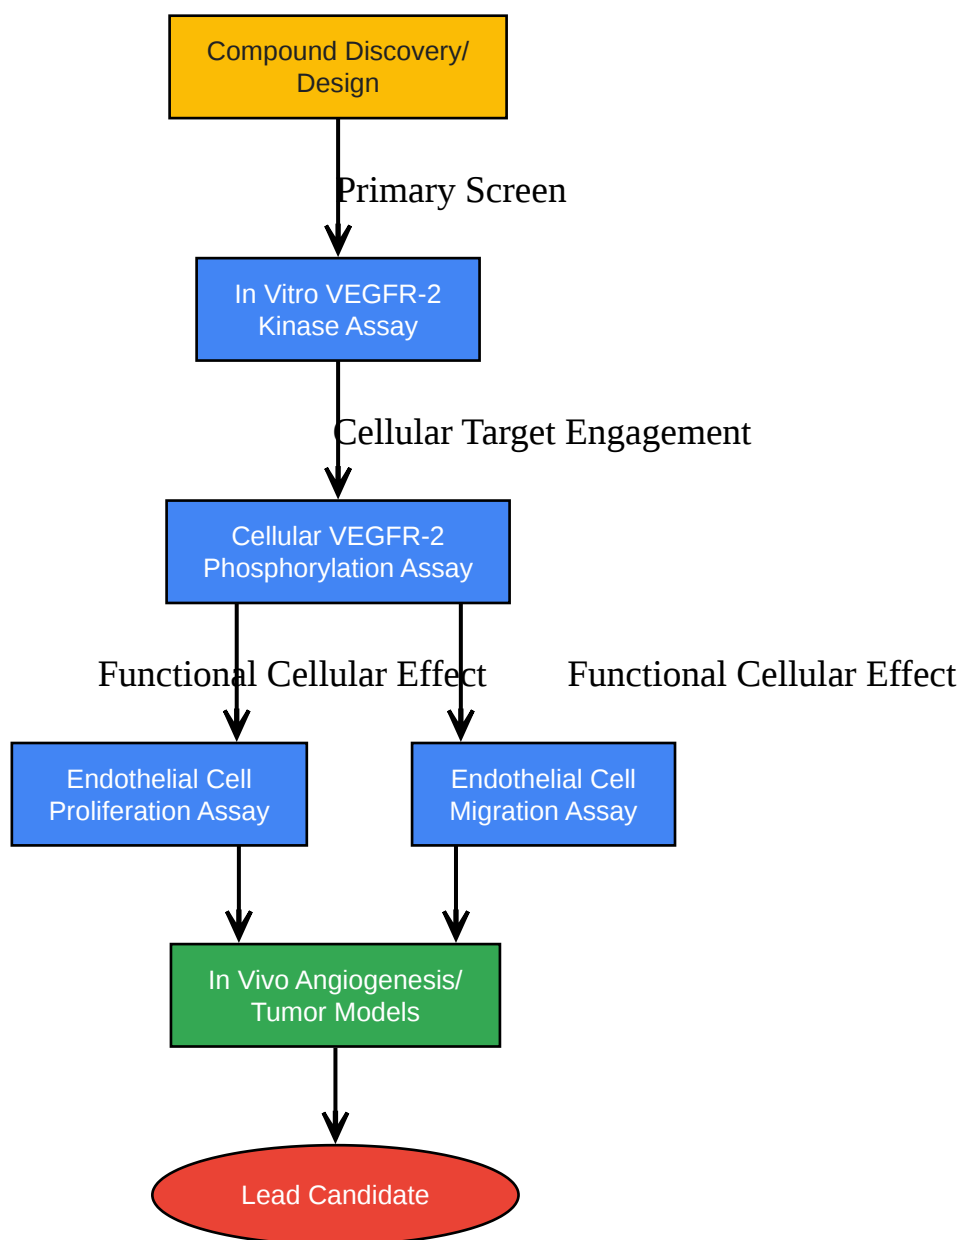 Compound Discovery/
Design
Primary Screen
In Vitro VEGFR-2
Kinase Assay
Cellular Target Engagement
Cellular VEGFR-2
Phosphorylation Assay
Functional Cellular Effect
Functional Cellular Effect
Endothelial Cell
Proliferation Assay
Endothelial Cell
Migration Assay
In Vivo Angiogenesis/
Tumor Models
Lead Candidate